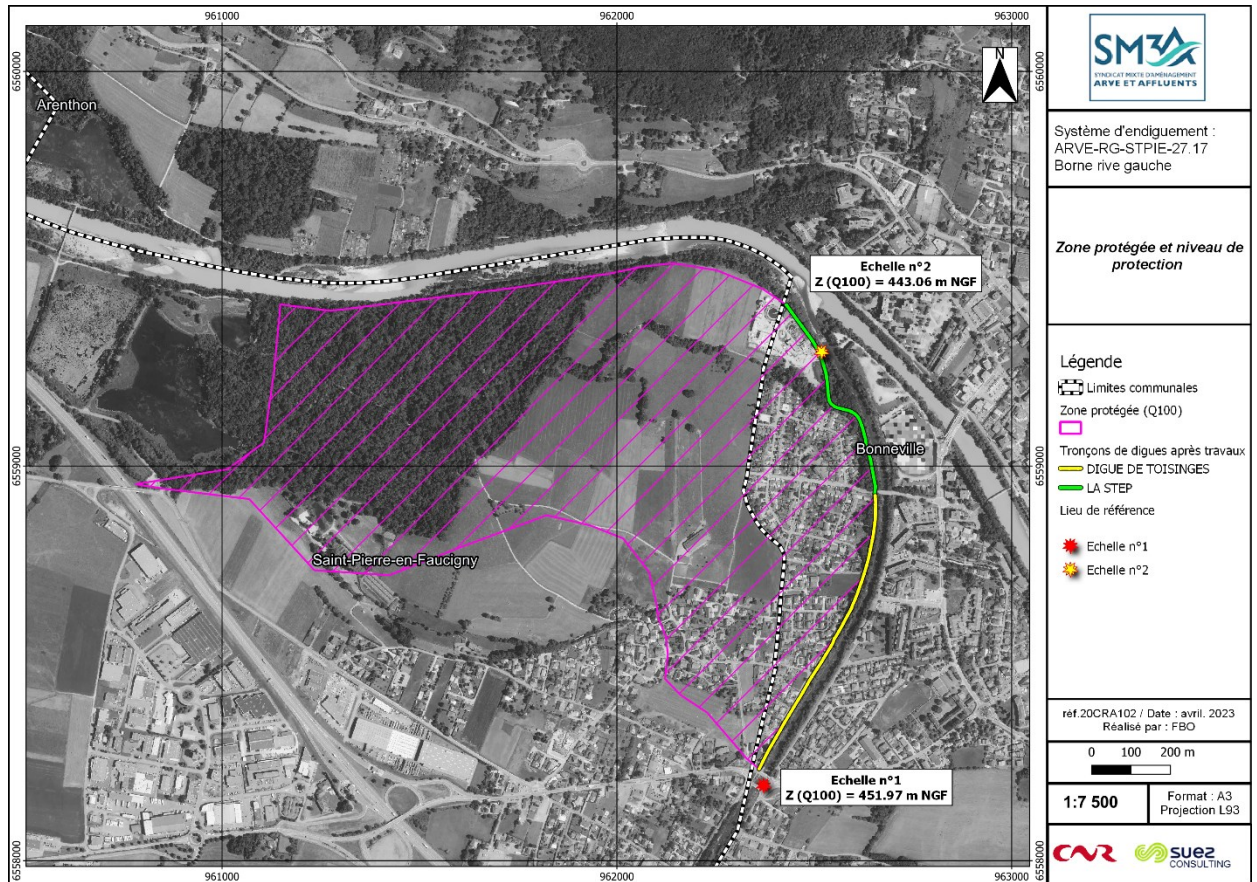 961000
962000
963000
6560000
6560000
Arenthon
N
Echelle n°2
Z (Q100) = 443.06 m NGF
6559000
6559000
Bonneville
Saint-Pierre-en-Faucigny
Echelle n°1
Z (Q100) = 451.97 m NGF
6558000
6558000
961000
962000
963000
SM3A
SYNDICAT MIXTE D'AMÉNAGEMENT
ARVE ET AFFLUENTS
Système d'endiguement :
ARVE-RG-STPIE-27.17
Borne rive gauche
Zone protégée et niveau de
protection
Légende
Limites communales
Zone protégée (Q100)
Tronçons de digues après travaux
DIGUE DE TOISINGES
LA STEP
Lieu de référence
Echelle n°1
Echelle n°2
réf.20CRA102 / Date : avril. 2023
Réalisé par : FBO
0 100 200 m
1:7 500
Format : A3
Projection L93
CNR
suez
CONSULTING